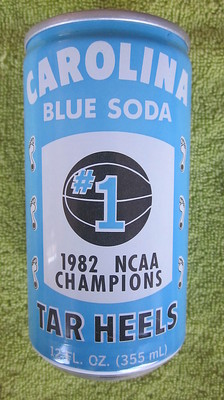 CAROLINA
BLUE SODA
#1
1982 NCAA
CHAMPIONS
TAR HEELS
12 FL. OZ. (355 mL)